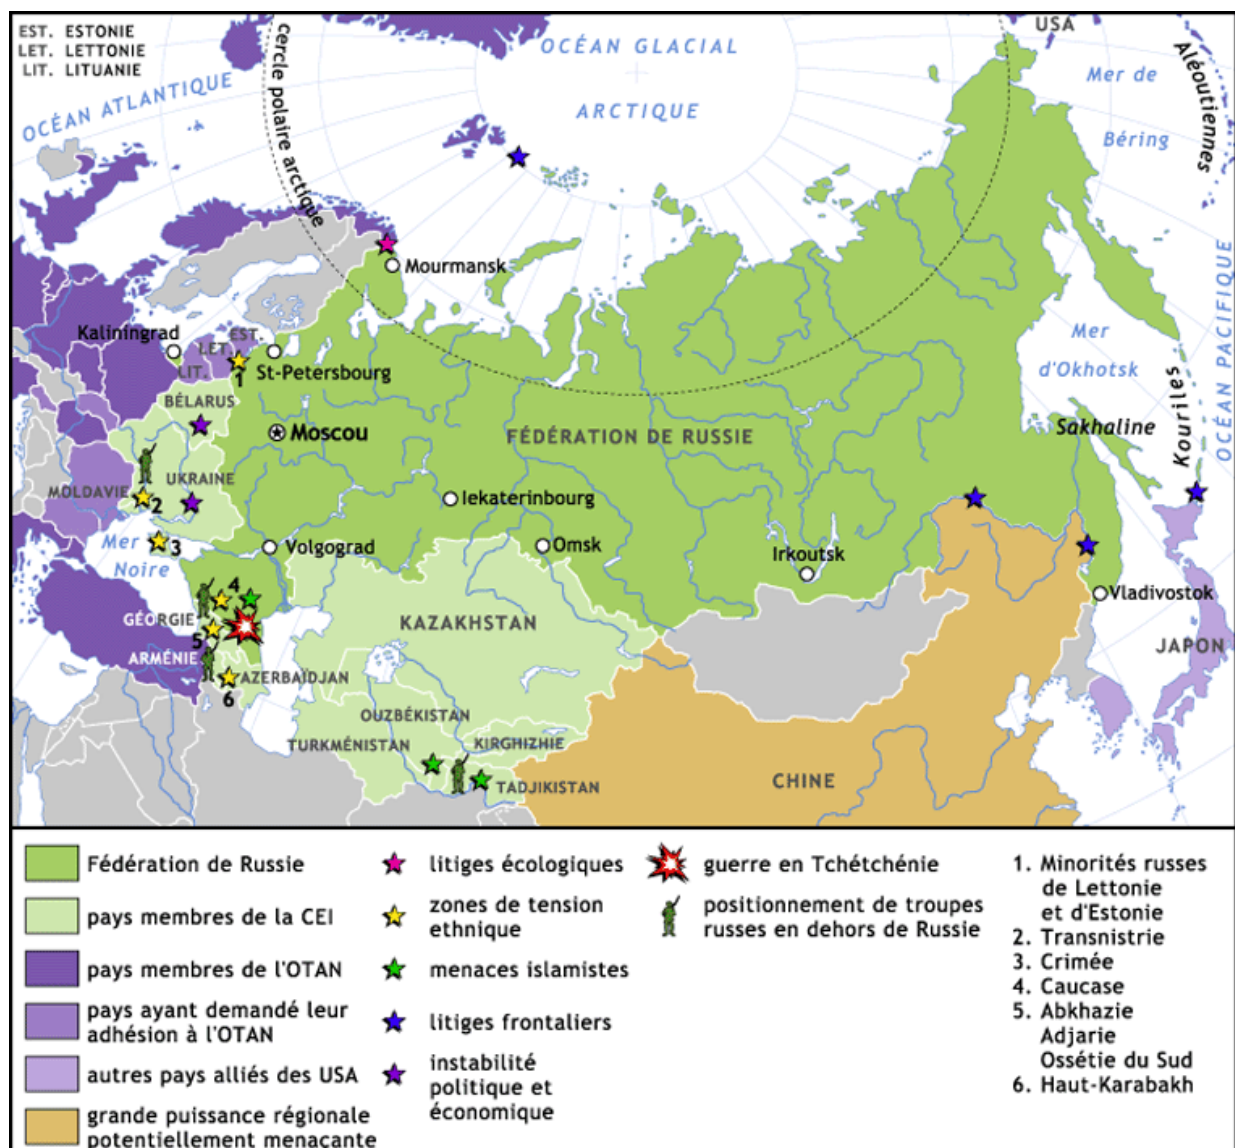 EST. ESTONIE
LET. LETTONIE
LIT. LITUANIE
USA
OCÉAN GLACIAL
ARCTIQUE
Mer de
Béring
Aléoutiennes
OCÉAN ATLANTIQUE
cercle polaire arctique
OCÉAN PACIFIQUE
Mourmansk
Kaliningrad
EST.
LET.
LIT.
1
St-Petersbourg
Mer
d'Okhotsk
Kouriles
BÉLARUS
Moscou
FÉDÉRATION DE RUSSIE
Sakhaline
MOLDAVIE
2
UKRAINE
Iekaterinbourg
Mer
Noire
3
Volgograd
Omsk
Irkoutsk
Vladivostok
4
GÉORGIE
5
KAZAKHSTAN
JAPON
ARMÉNIE
AZERBAÏDJAN
6
OUZBÉKISTAN
TURKMÉNISTAN
KIRGHIZHIE
TADJIKISTAN
CHINE
Fédération de Russie
pays membres de la CEI
pays membres de l'OTAN
pays ayant demandé leur
adhésion à l'OTAN
autres pays alliés des USA
grande puissance régionale
potentiellement menaçante
litiges écologiques
zones de tension
ethnique
menaces islamistes
litiges frontaliers
instabilité
politique et
économique
guerre en Tchétchénie
positionnement de troupes
russes en dehors de Russie
1. Minorités russes
de Lettonie
et d'Estonie
2. Transnistrie
3. Crimée
4. Caucase
5. Abkhazie
Adjarie
Ossétie du Sud
6. Haut-Karabakh